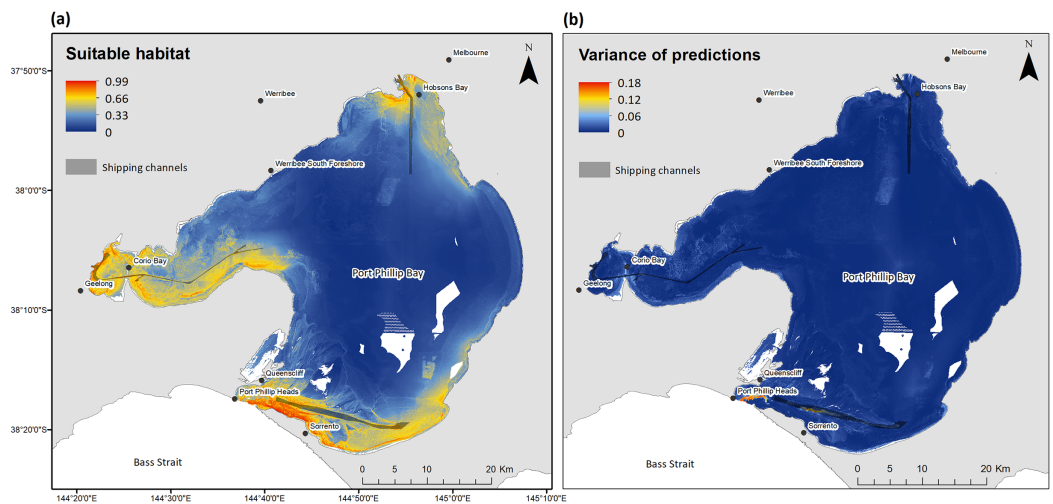 (a)
Suitable habitat
0.99
0.66
0.33
0
Shipping channels
N
Melbourne
Hobsons Bay
Werribee
Werribee South Foreshore
Corio Bay
Geelong
Port Phillip Bay
Queenscliff
Port Phillip Heads
Sorrento
Bass Strait
0 5 10 20 Km
37°50'0"S
38°0'0"S
38°10'0"S
38°20'0"S
144°20'0"E 144°30'0"E 144°40'0"E 144°50'0"E 145°0'0"E 145°10'0"E
(b)
Variance of predictions
0.18
0.12
0.06
0
Shipping channels
N
Melbourne
Hobsons Bay
Werribee
Werribee South Foreshore
Corio Bay
Geelong
Port Phillip Bay
Queenscliff
Port Phillip Heads
Sorrento
Bass Strait
0 5 10 20 Km